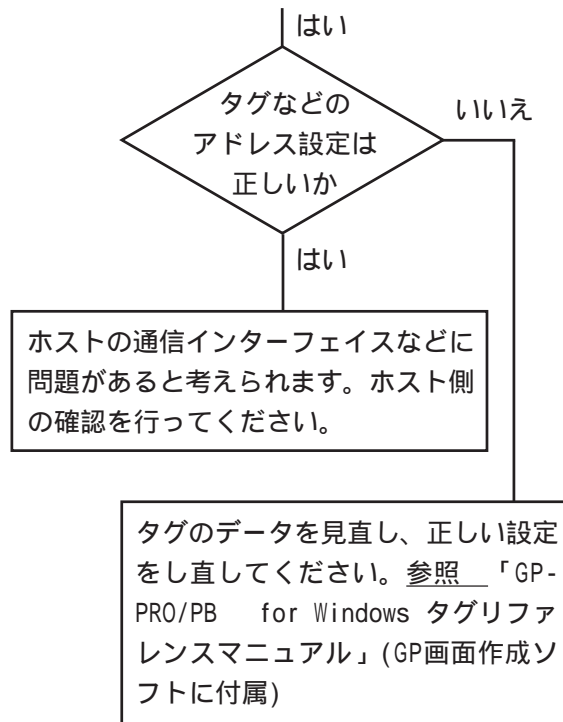 はい
タグなどの
アドレス設定は
正しいか
いいえ
はい
ホストの通信インターフェイスなどに
問題があると考えられます。ホスト側
の確認を行ってください。
タグのデータを見直し、正しい設定
をし直してください。参照 「GP-
PRO/PB for Windows タグリファ
レンスマニュアル」(GP画面作成ソ
フトに付属)